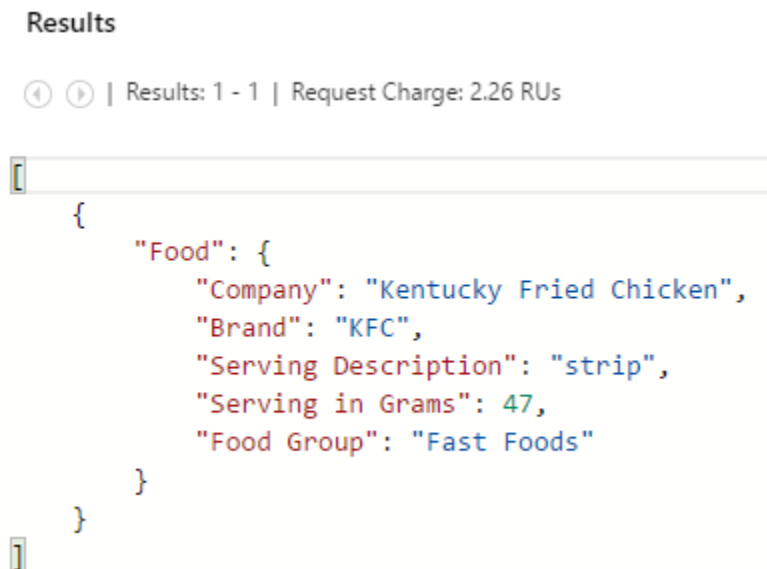 Results
| Results: 1 - 1 | Request Charge: 2.26 RUs
[
{
"Food": {
"Company": "Kentucky Fried Chicken",
"Brand": "KFC",
"Serving Description": "strip",
"Serving in Grams": 47,
"Food Group": "Fast Foods"
}
}
]